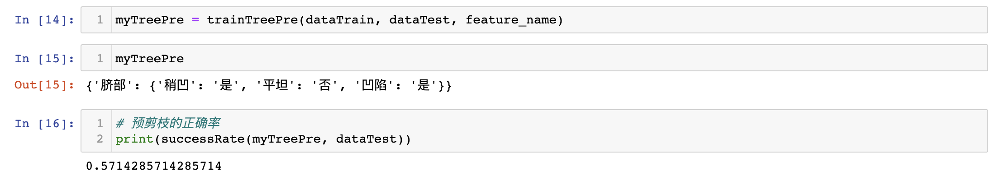 In [14]: 1 myTreePre = trainTreePre(dataTrain, dataTest, feature_name)
In [15]: 1 myTreePre
Out[15]: {'脐部': {'稍凹': '是', '平坦': '否', '凹陷': '是'}}
In [16]: 1 # 预剪枝的正确率
2 print(successRate(myTreePre, dataTest))
0.5714285714285714